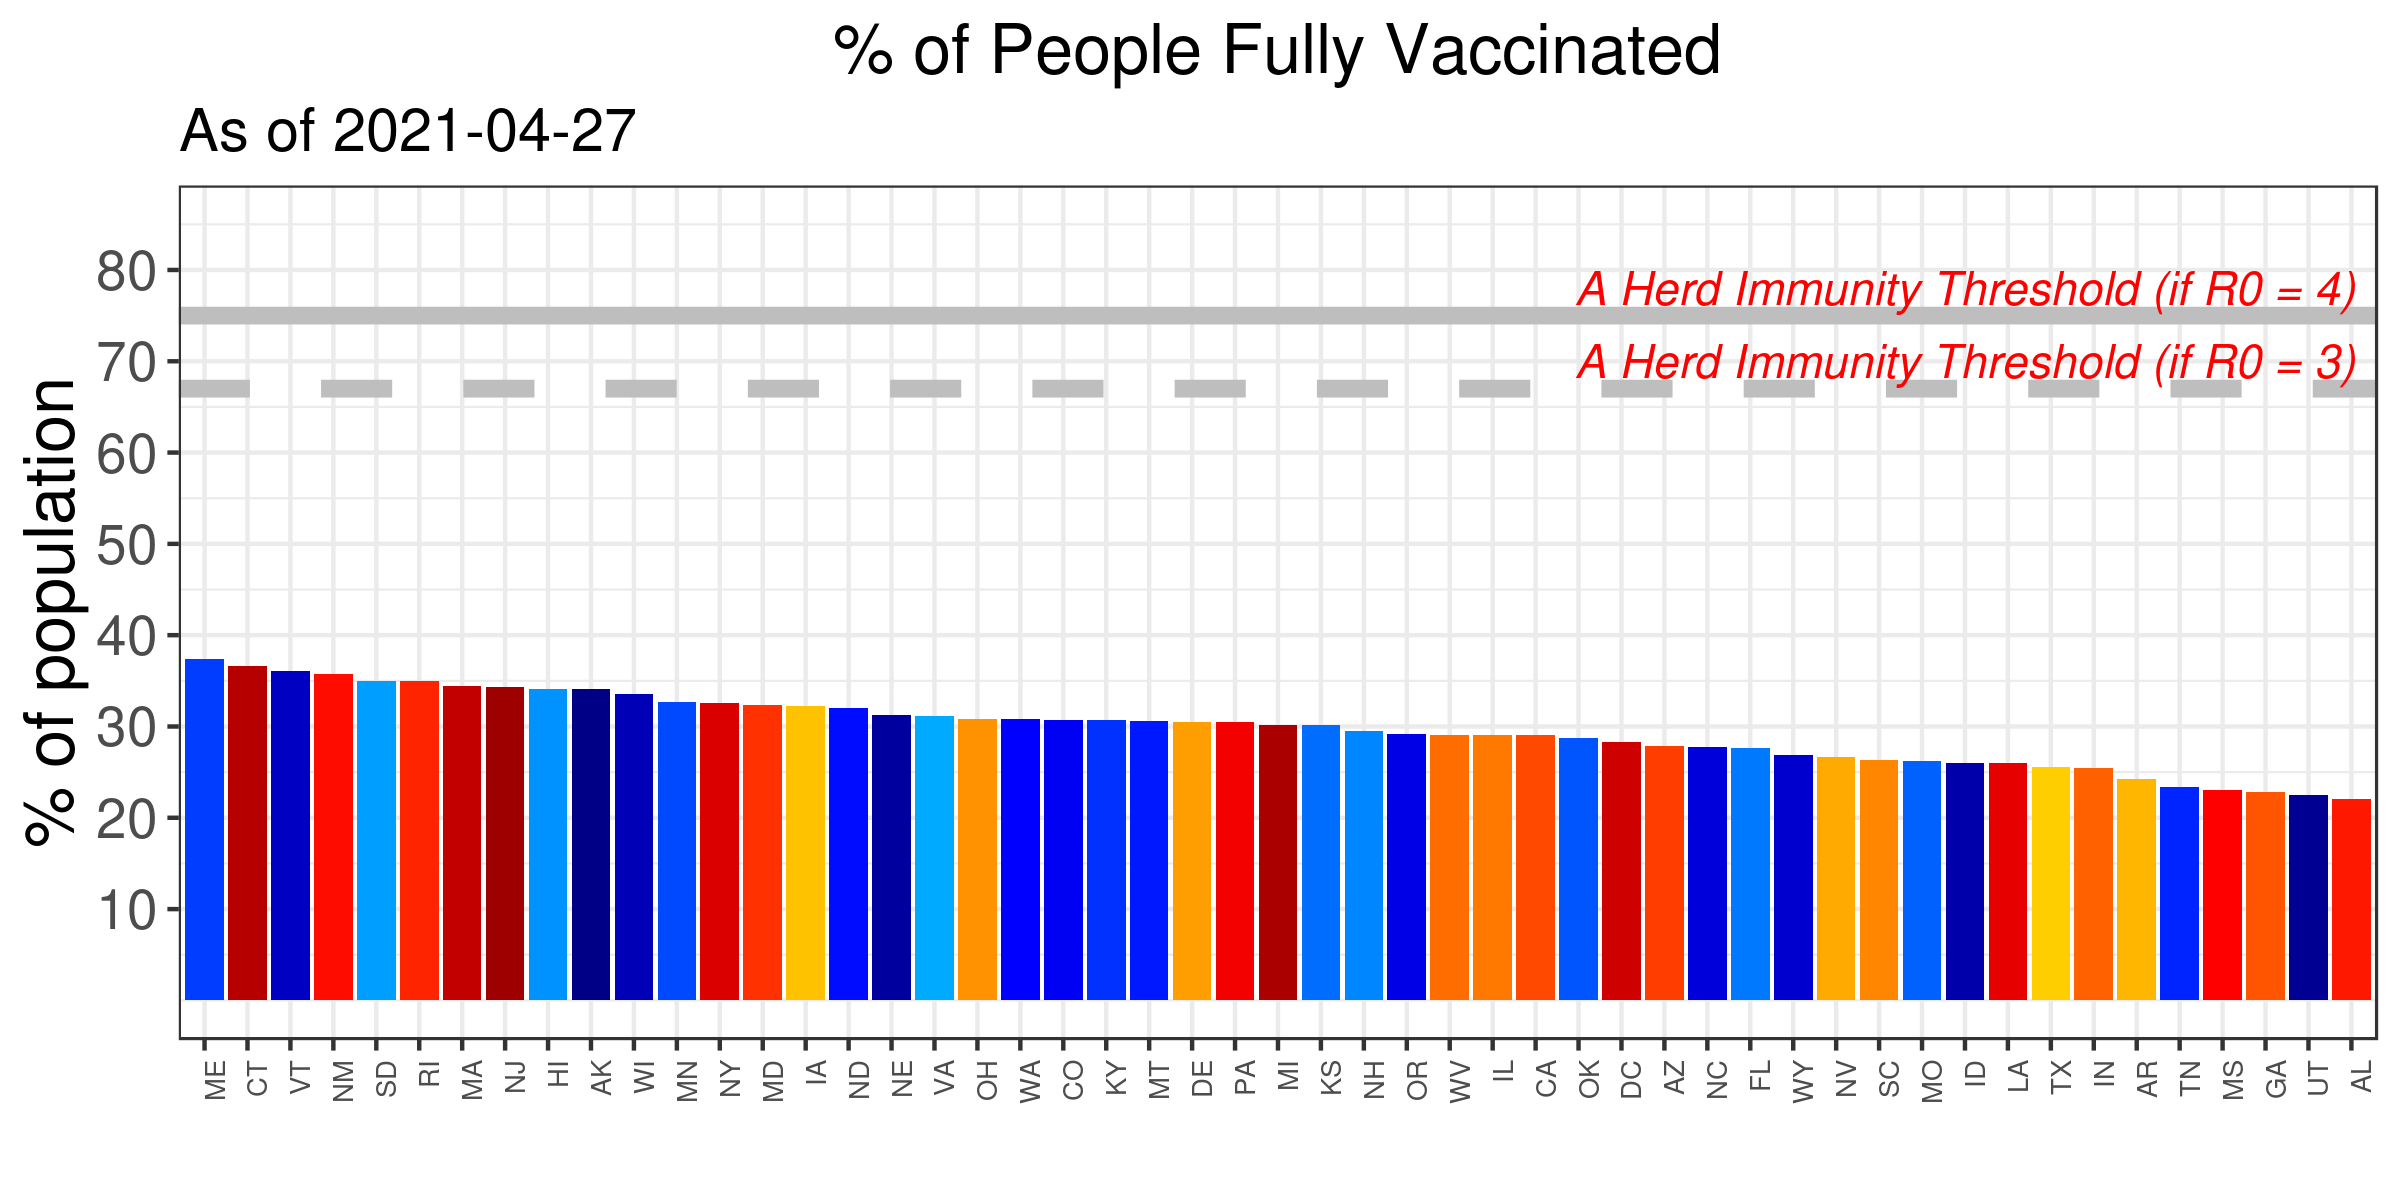 % of People Fully Vaccinated
As of 2021-04-27
% of population
80
70
60
50
40
30
20
10
A Herd Immunity Threshold (if R0 = 4)
A Herd Immunity Threshold (if R0 = 3)
ME CT VT NM SD RI MA NJ HI AK WI MN NY MD IA ND NE VA OH WA CO KY MT DE PA MI KS NH OR WV IL CA OK DC AZ NC FL WY NV SC MO ID LA TX IN AR TN MS GA UT AL